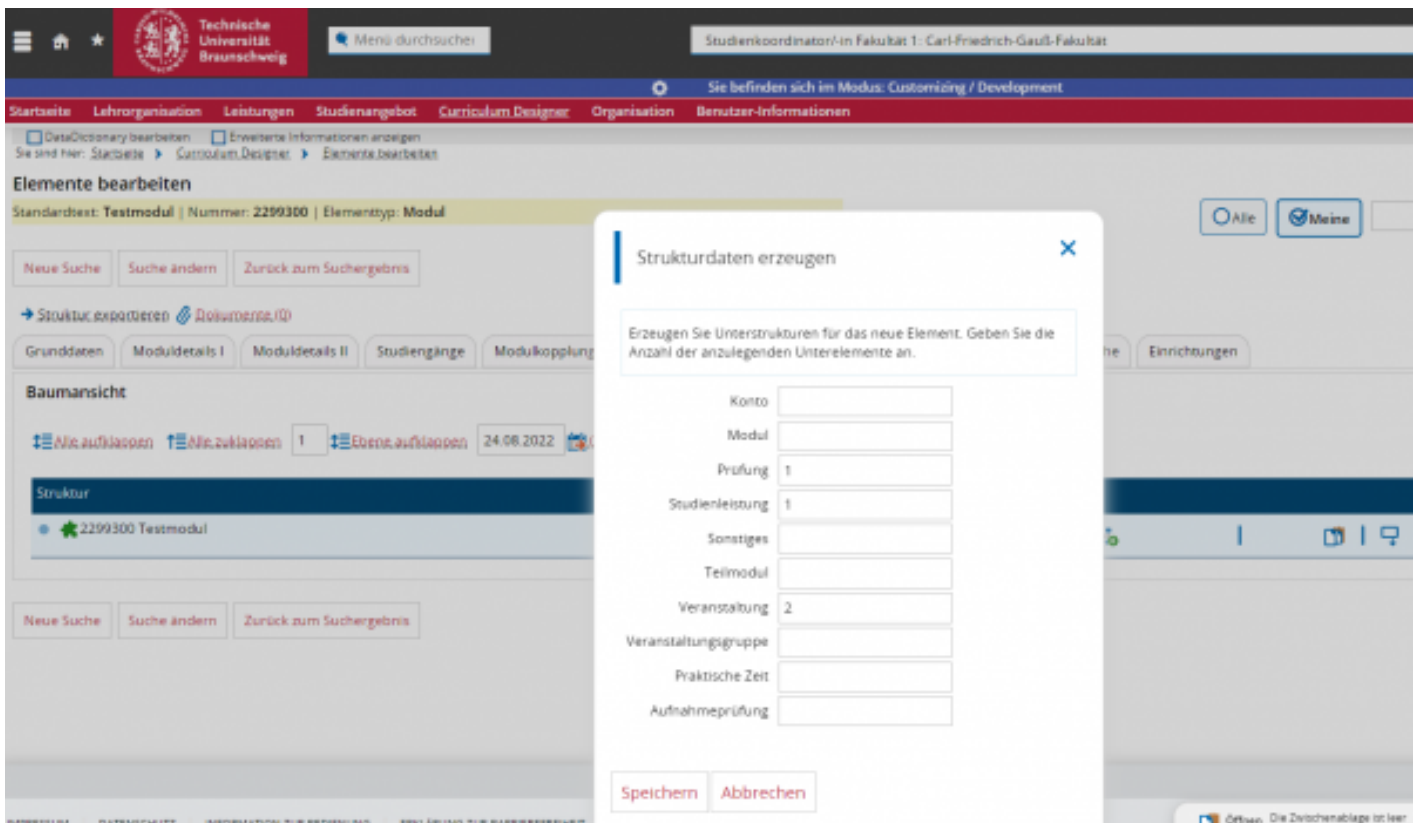 Technische
Universität
Braunschweig
Menü durchsuchen
Studienkoordinator/-in Fakultät 1: Carl-Friedrich-Gauß-Fakultät
Sie befinden sich im Modus: Customizing / Development
Startseite Lehrorganisation Leistungen Studienangebot Curriculum Designer Organisation Benutzer-Informationen
DataDictionary bearbeiten Erweiterte Informationen anzeigen
Sie sind hier: Startseite Curriculum Designer Elemente bearbeiten
Elemente bearbeiten
Standardtext: Testmodul | Nummer: 2299300 | Elementtyp: Modul
Alle Meine
Neue Suche Suche ändern Zurück zum Suchergebnis
Struktur exportieren Dokumente (0)
Grunddaten Moduldetails I Moduldetails II Studiengänge Modulkopplung he Einrichtungen
Baumansicht
Alle aufklappen Alle zuklappen 1 Ebene aufklappen 24.08.2022
Struktur
2299300 Testmodul
Neue Suche Suche ändern Zurück zum Suchergebnis
Strukturdaten erzeugen
Erzeugen Sie Unterstrukturen für das neue Element. Geben Sie die
Anzahl der anzulegenden Unterelemente an.
Konto
Modul
Prüfung 1
Studienleistung 1
Sonstiges
Teilmodul
Veranstaltung 2
Veranstaltungsgruppe
Praktische Zeit
Aufnahmeprüfung
Speichern Abbrechen
Öffnen Die Zwischenablage ist leer